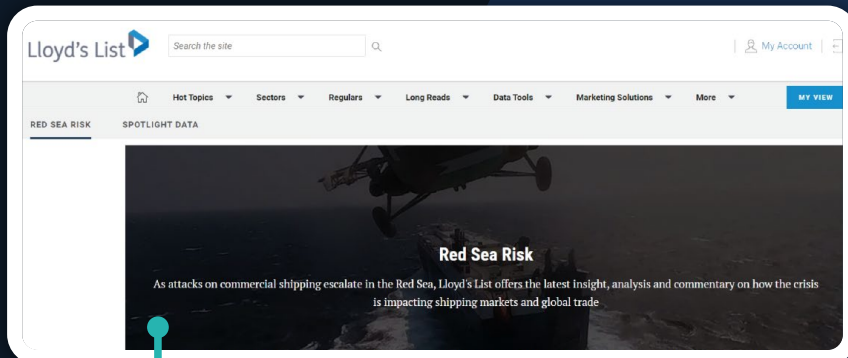 Lloyd's List
Search the site
My Account
Hot Topics Sectors Regulars Long Reads Data Tools Marketing Solutions More MY VIEW
RED SEA RISK SPOTLIGHT DATA
Red Sea Risk
As attacks on commercial shipping escalate in the Red Sea, Lloyd's List offers the latest insight, analysis and commentary on how the crisis
is impacting shipping markets and global trade